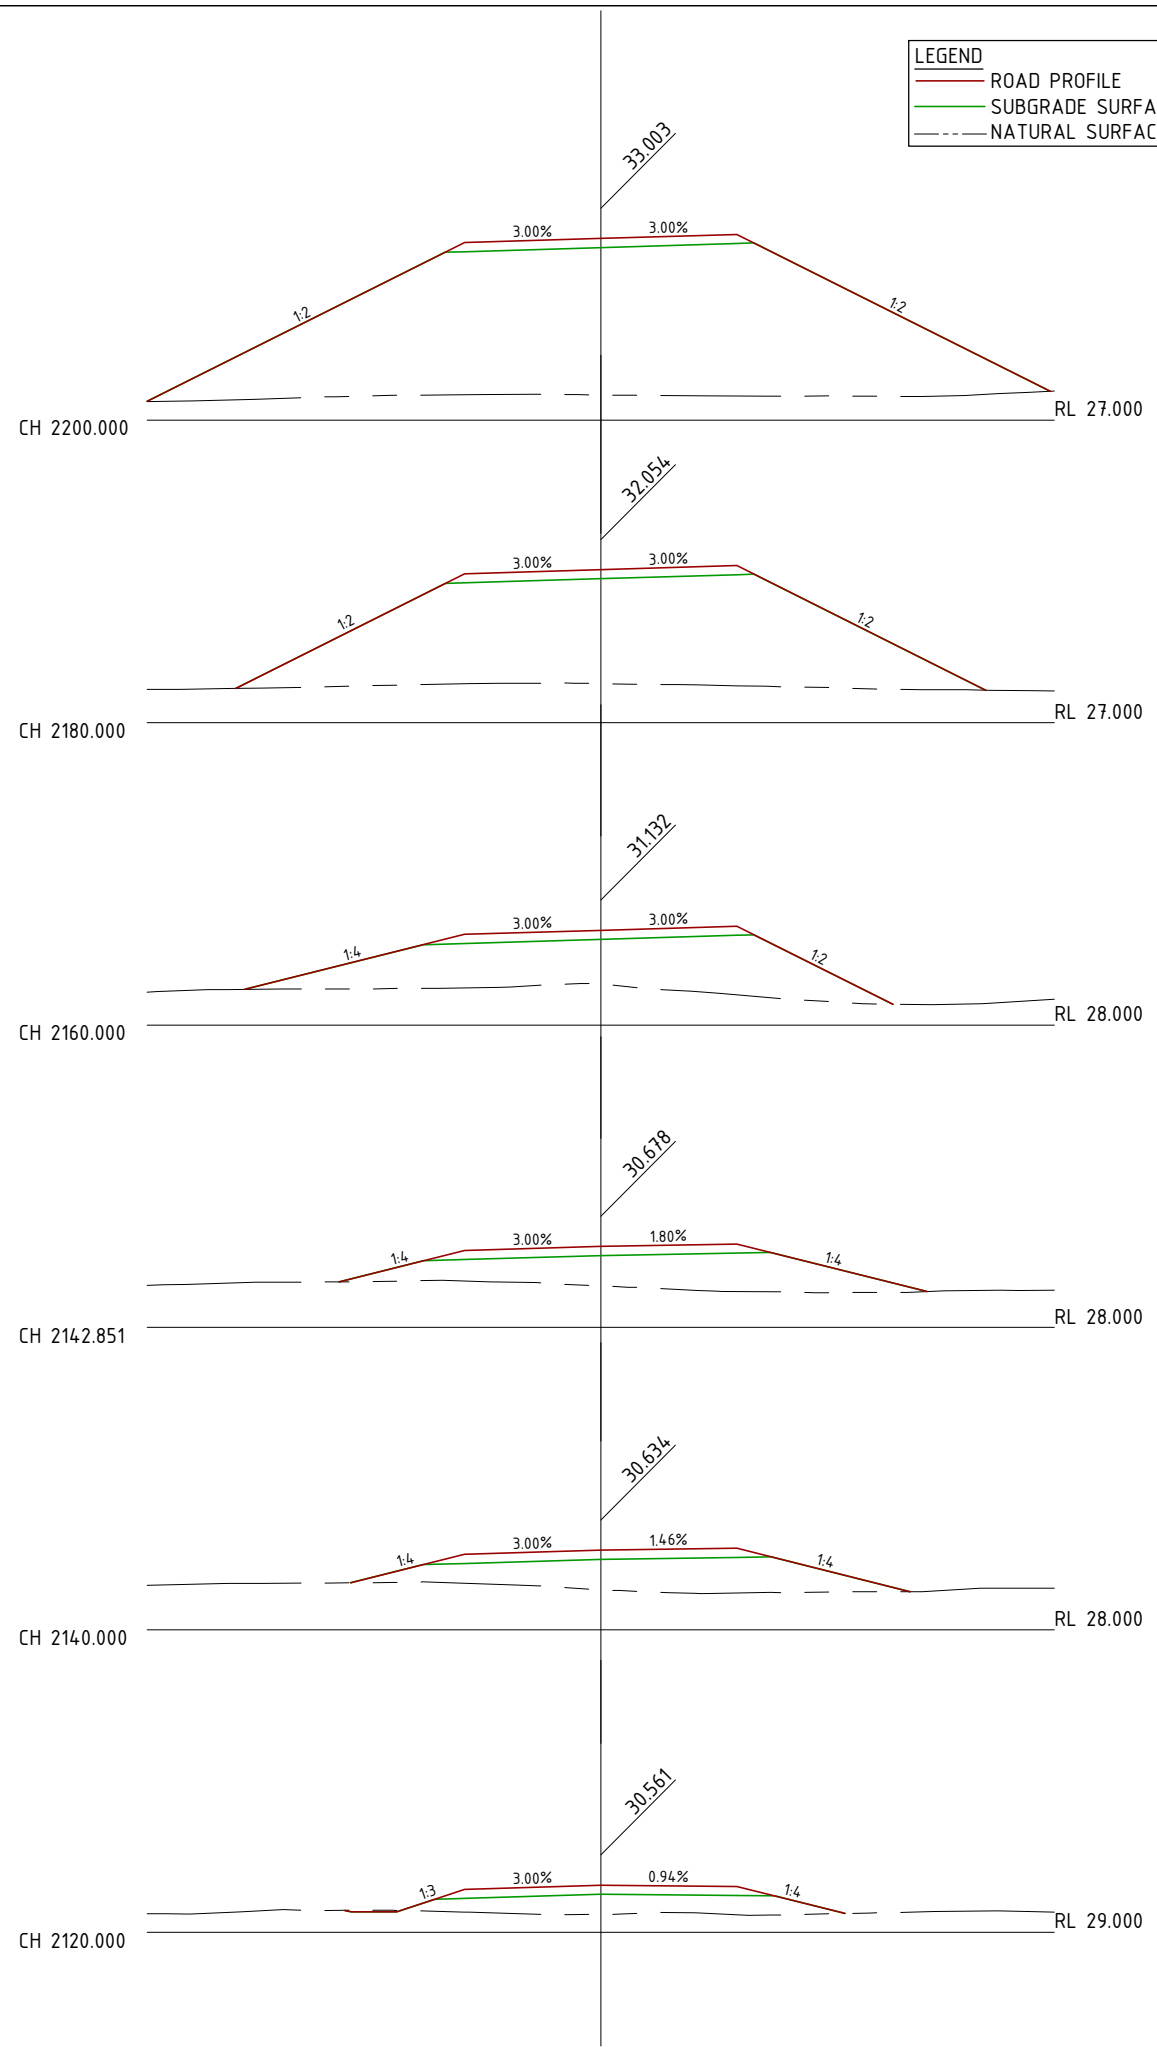 LEGEND
ROAD PROFILE
SUBGRADE SURFA
NATURAL SURFAC
33.003
3.00% 3.00%
1:2 1:2
CH 2200.000 RL 27.000
32.054
3.00% 3.00%
1:2 1:2
CH 2180.000 RL 27.000
31.132
3.00% 3.00%
1:4 1:2
CH 2160.000 RL 28.000
30.678
3.00% 1.80%
1:4 1:4
CH 2142.851 RL 28.000
30.634
3.00% 1.46%
1:4 1:4
CH 2140.000 RL 28.000
30.561
3.00% 0.94%
1:3 1:4
CH 2120.000 RL 29.000